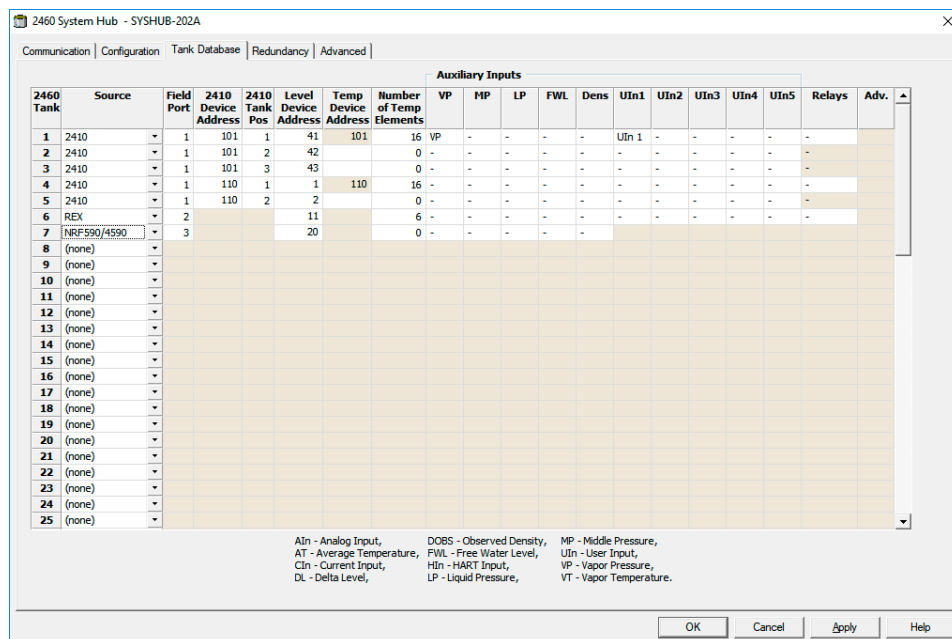 2460 System Hub - SYSHUB-202A
Communication Configuration Tank Database Redundancy Advanced
Auxiliary Inputs
2460 Tank Source Field Port 2410 Device Address 2410 Tank Pos Level Device Address Temp Device Address Number of Temp Elements VP MP LP FWL Dens UIn1 UIn2 UIn3 UIn4 UIn5 Relays Adv.
1 2410 1 101 1 41 101 16 VP - - - - UIn 1 - - - - -
2 2410 1 101 2 42 0 - - - - - - - - - - -
3 2410 1 101 3 43 0 - - - - - - - - - - -
4 2410 1 110 1 1 110 16 - - - - - - - - - - -
5 2410 1 110 2 2 0 - - - - - - - - - - -
6 REX 2 11 6 - - - - - - - - - - -
7 NRF590/4590 3 20 0 - - - - -
8 (none)
9 (none)
10 (none)
11 (none)
12 (none)
13 (none)
14 (none)
15 (none)
16 (none)
17 (none)
18 (none)
19 (none)
20 (none)
21 (none)
22 (none)
23 (none)
24 (none)
25 (none)
AIn - Analog Input, DOBS - Observed Density, MP - Middle Pressure,
AT - Average Temperature, FWL - Free Water Level, UIn - User Input,
CIn - Current Input, HIn - HART Input, VP - Vapor Pressure,
DL - Delta Level, LP - Liquid Pressure, VT - Vapor Temperature.
OK Cancel Apply Help